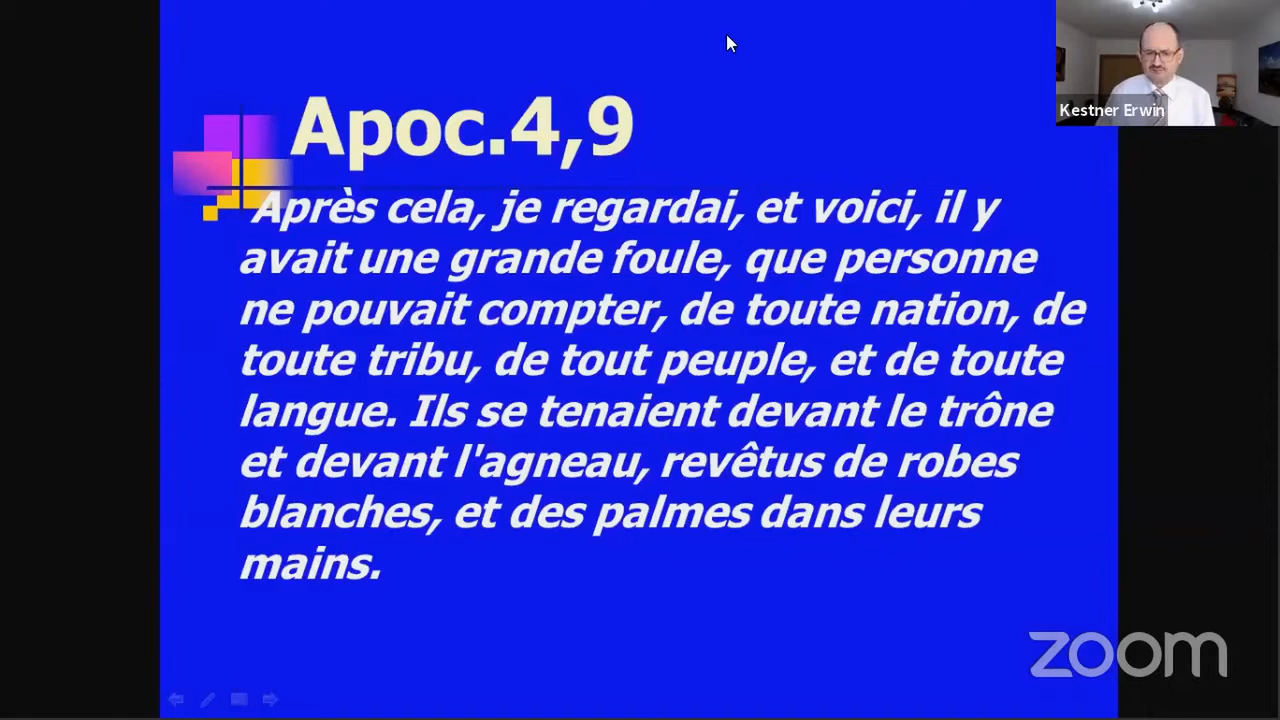 Apoc.4,9
Après cela, je regardai, et voici, il y
avait une grande foule, que personne
ne pouvait compter, de toute nation, de
toute tribu, de tout peuple, et de toute
langue. Ils se tenaient devant le trône
et devant l'agneau, revêtus de robes
blanches, et des palmes dans leurs
mains.
Kestner Erwin
zoom